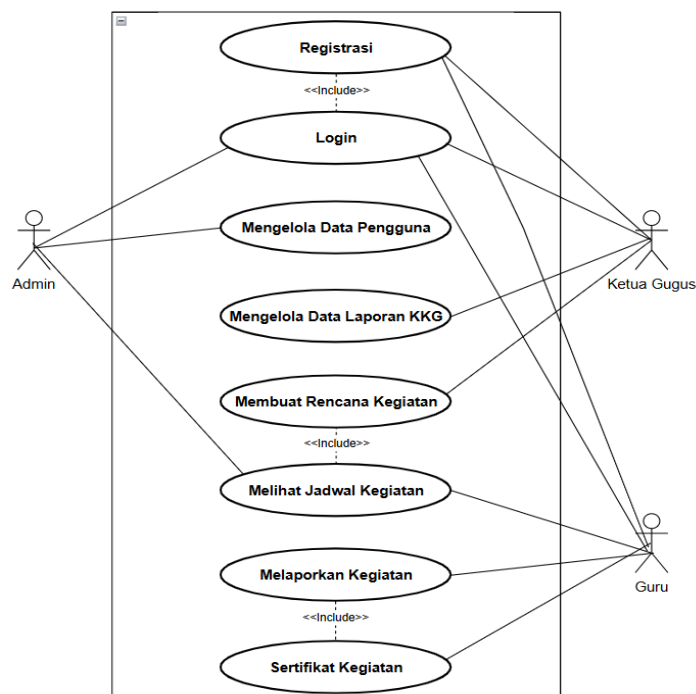 Registrasi
<<Include>>
Login
Mengelola Data Pengguna
Admin
Ketua Gugus
Mengelola Data Laporan KKG
Membuat Rencana Kegiatan
<<Include>>
Melihat Jadwal Kegiatan
Melaporkan Kegiatan
Guru
<<Include>>
Sertifikat Kegiatan